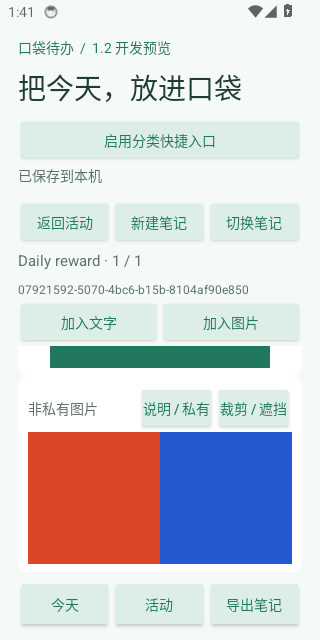 1:41
口袋待办 / 1.2 开发预览
把今天，放进口袋
启用分类快捷入口
已保存到本机
返回活动 新建笔记 切换笔记
Daily reward · 1 / 1
07921592-5070-4bc6-b15b-8104af90e850
加入文字 加入图片
非私有图片 说明 / 私有 裁剪 / 遮挡
今天 活动 导出笔记